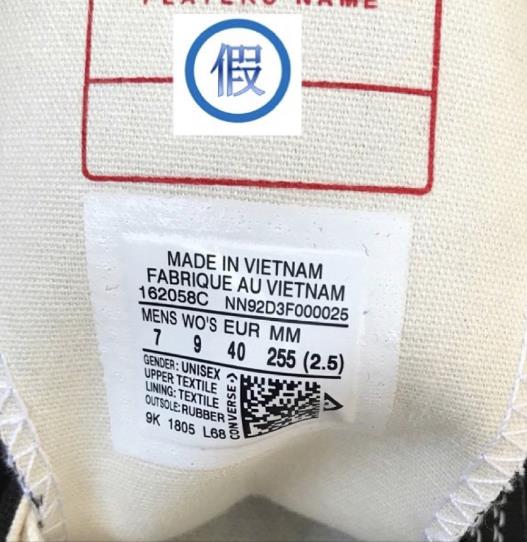 PLAYERS NAME
假
MADE IN VIETNAM
FABRIQUE AU VIETNAM
162058C NN92D3F000025
MENS WO'S EUR MM
7 9 40 255 (2.5)
GENDER: UNISEX
UPPER TEXTILE
LINING: TEXTILE
OUTSOLE: RUBBER
9K 1805 L68
CONVERSE